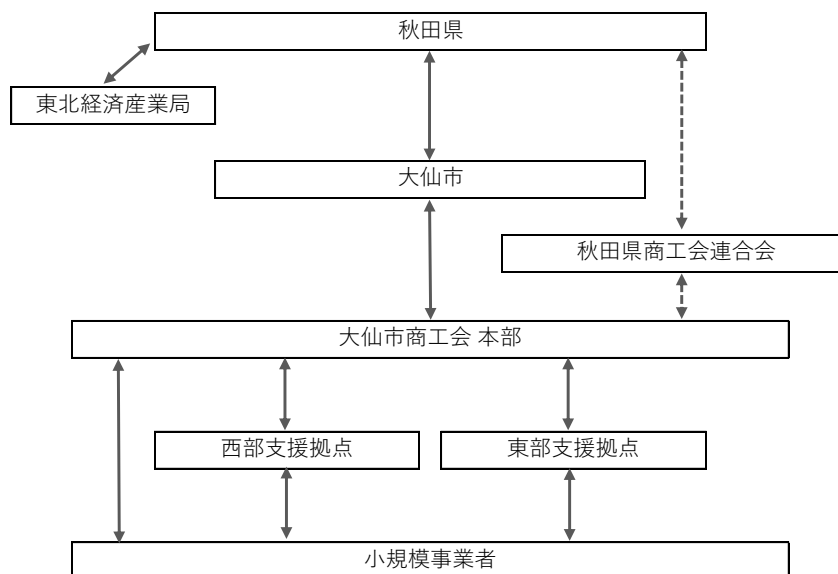 秋田県
東北経済産業局
大仙市
秋田県商工会連合会
大仙市商工会 本部
西部支援拠点
東部支援拠点
小規模事業者